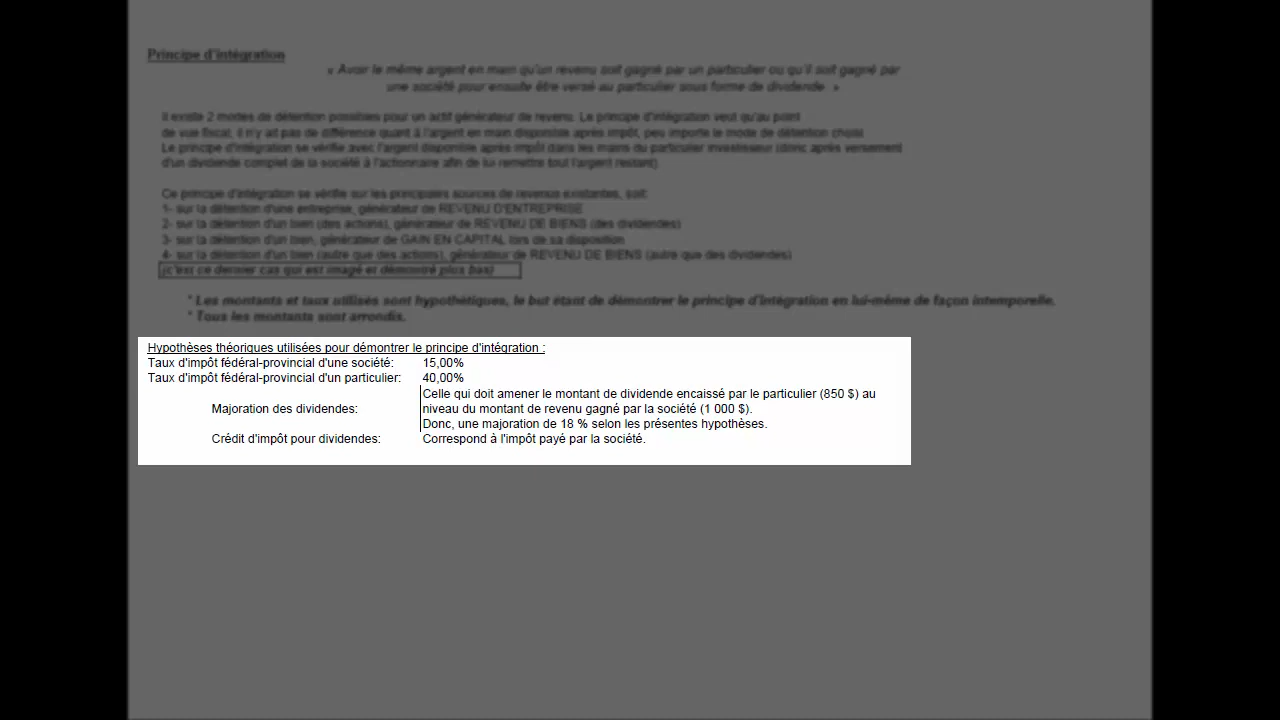 Principe d'intégration
« Avoir le même argent en main qu'un revenu soit gagné par un particulier ou qu'il soit gagné par
une société pour ensuite être versé au particulier sous forme de dividende »
Il existe 2 modes de détention possibles pour un actif générateur de revenu. Le principe d'intégration veut qu'au point
de vue fiscal, il n'y ait pas de différence quant à l'argent en main disponible après impôt, peu importe le mode de détention choisi.
Le principe d'intégration se vérifie avec l'argent disponible après impôt dans les mains du particulier investisseur (donc après versement
d'un dividende complet de la société à l'actionnaire afin de lui remettre tout l'argent restant).
Ce principe d'intégration se vérifie sur les principales sources de revenus existantes, soit:
1- sur la détention d'une entreprise, générateur de REVENU D'ENTREPRISE
2- sur la détention d'un bien (des actions), générateur de REVENU DE BIENS (des dividendes)
3- sur la détention d'un bien, générateur de GAIN EN CAPITAL lors de sa disposition
4- sur la détention d'un bien (autre que des actions), générateur de REVENU DE BIENS (autre que des dividendes)
(c'est ce dernier cas qui est imagé et démontré plus bas)
* Les montants et taux utilisés sont hypothétiques, le but étant de démontrer le principe d'intégration en lui-même de façon intemporelle.
* Tous les montants sont arrondis.
Hypothèses théoriques utilisées pour démontrer le principe d'intégration :
Taux d'impôt fédéral-provincial d'une société: 15,00%
Taux d'impôt fédéral-provincial d'un particulier: 40,00%
Celle qui doit amener le montant de dividende encaissé par le particulier (850 $) au
Majoration des dividendes: niveau du montant de revenu gagné par la société (1 000 $).
Donc, une majoration de 18 % selon les présentes hypothèses.
Crédit d'impôt pour dividendes: Correspond à l'impôt payé par la société.